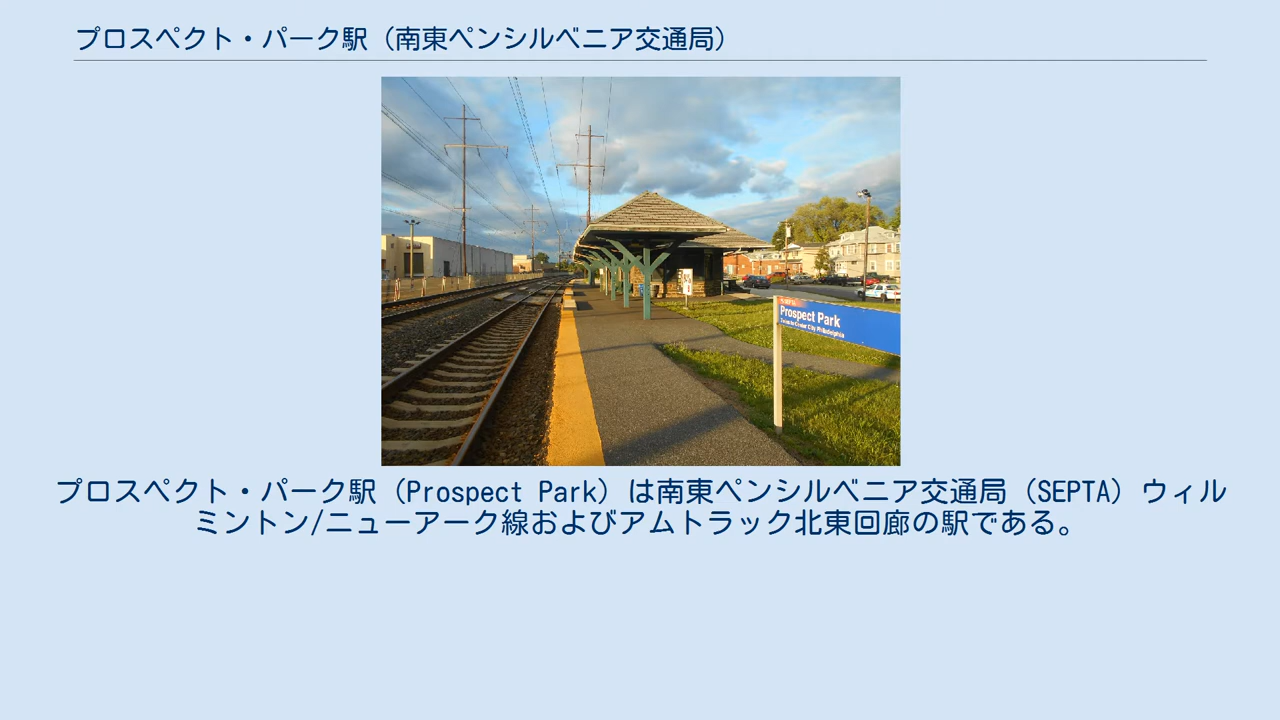 プロスペクト・パーク駅（南東ペンシルベニア交通局）
Prospect Park
プロスペクト・パーク駅（Prospect Park）は南東ペンシルベニア交通局（SEPTA）ウィル
ミントン/ニューアーク線およびアムトラック北東回廊の駅である。